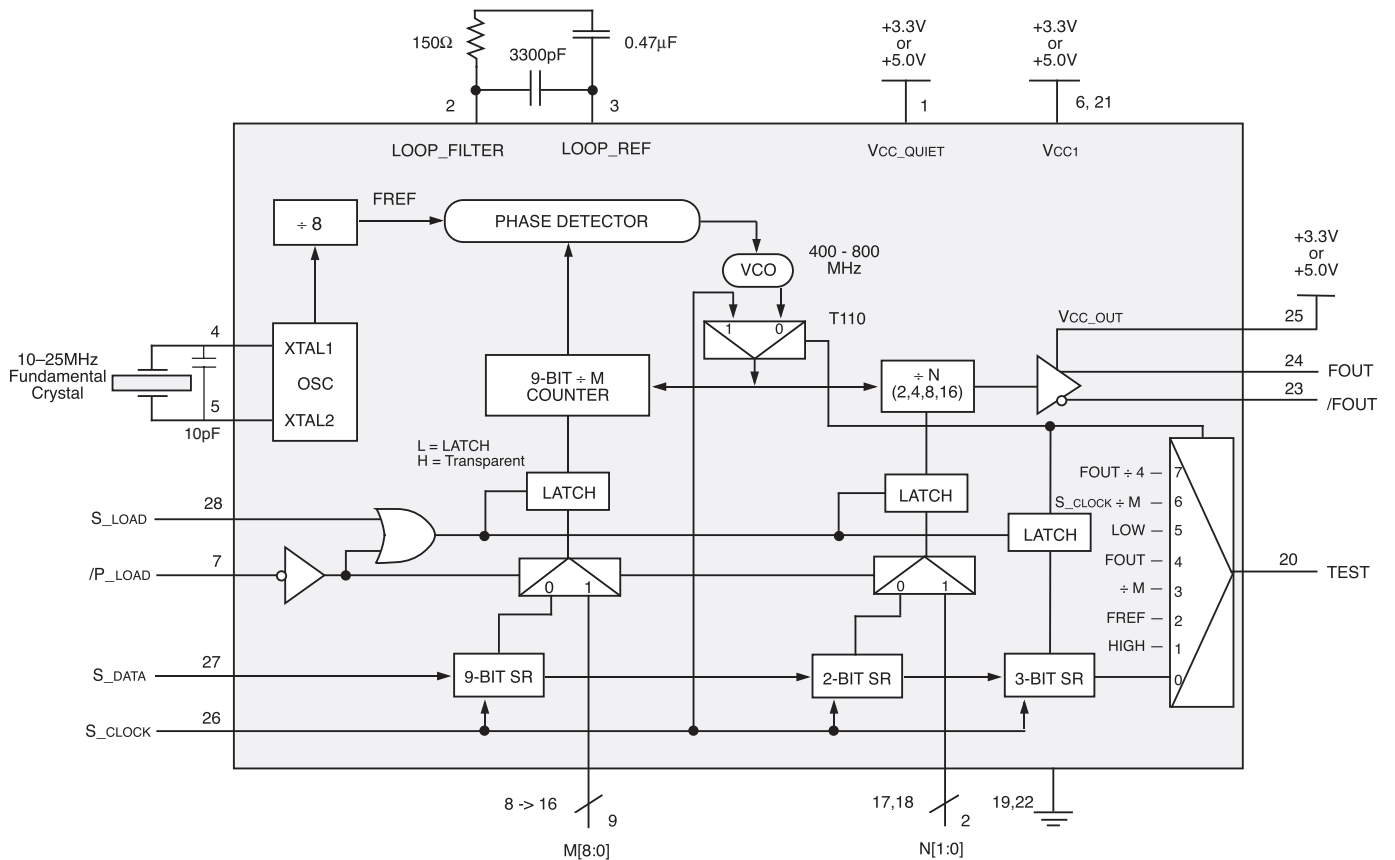 150Ω
3300pF
0.47µF
2
3
+3.3V
or
+5.0V
1
+3.3V
or
+5.0V
6, 21
LOOP_FILTER
LOOP_REF
VCC_QUIET
VCC1
÷ 8
FREF
PHASE DETECTOR
VCO
400 - 800
MHz
1
0
T110
+3.3V
or
+5.0V
VCC_OUT
25
24
FOUT
23
/FOUT
10–25MHz
Fundamental
Crystal
4
5
10pF
XTAL1
OSC
XTAL2
9-BIT ÷ M
COUNTER
÷ N
(2,4,8,16)
L = LATCH
H = Transparent
LATCH
LATCH
LATCH
S_LOAD
28
/P_LOAD
7
0
1
0
1
FOUT ÷ 4
7
S_CLOCK ÷ M
6
LOW
5
FOUT
4
÷ M
3
FREF
2
HIGH
1
0
20
TEST
S_DATA
27
9-BIT SR
2-BIT SR
3-BIT SR
S_CLOCK
26
8 -> 16
9
M[8:0]
17,18
2
N[1:0]
19,22